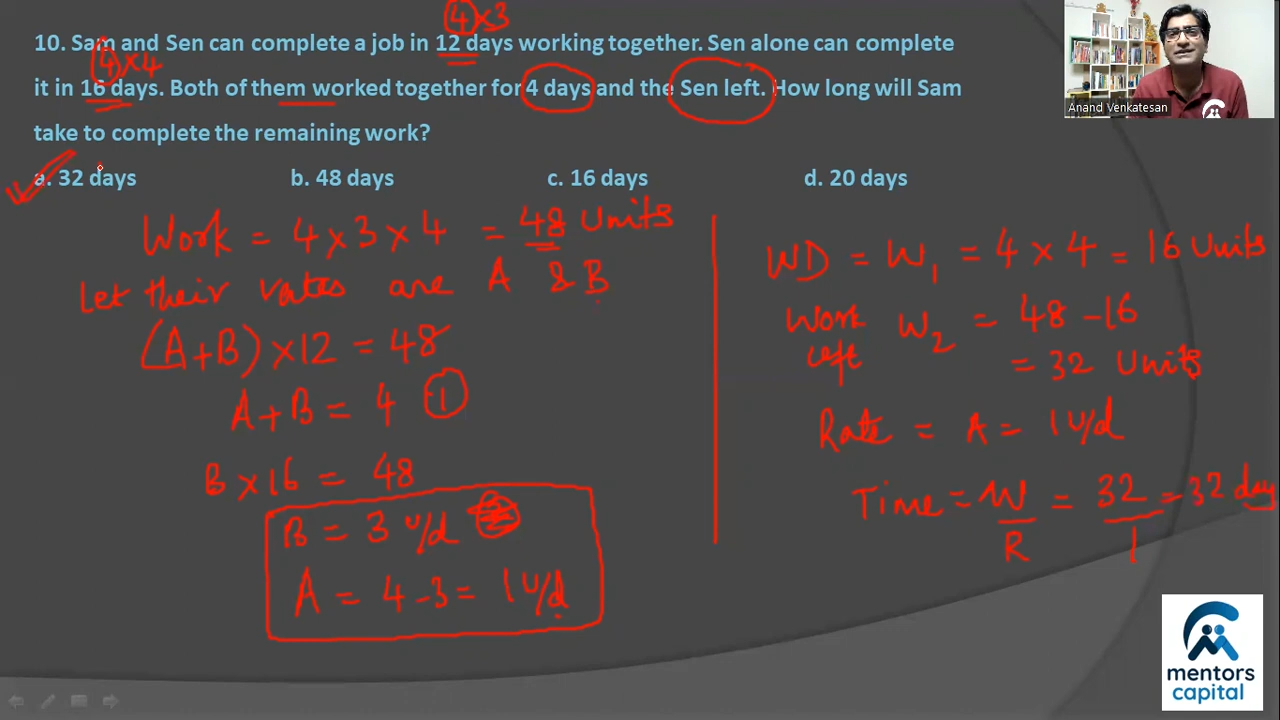 4×3
10. Sam and Sen can complete a job in 12 days working together. Sen alone can complete
4×4
it in 16 days. Both of them worked together for 4 days and the Sen left. How long will Sam
take to complete the remaining work?
a. 32 days b. 48 days c. 16 days d. 20 days
Work = 4 × 3 × 4 = 48 Units
Let their rates are A & B
(A+B) × 12 = 48
A+B = 4 ①
B × 16 = 48
B = 3 u/d
A = 4 - 3 = 1 u/d
WD = W₁ = 4 × 4 = 16 Units
Work left W₂ = 48 - 16
= 32 Units
Rate = A = 1 u/d
Time = W/R = 32/1 = 32 day
Anand Venkatesan
mentors
capital